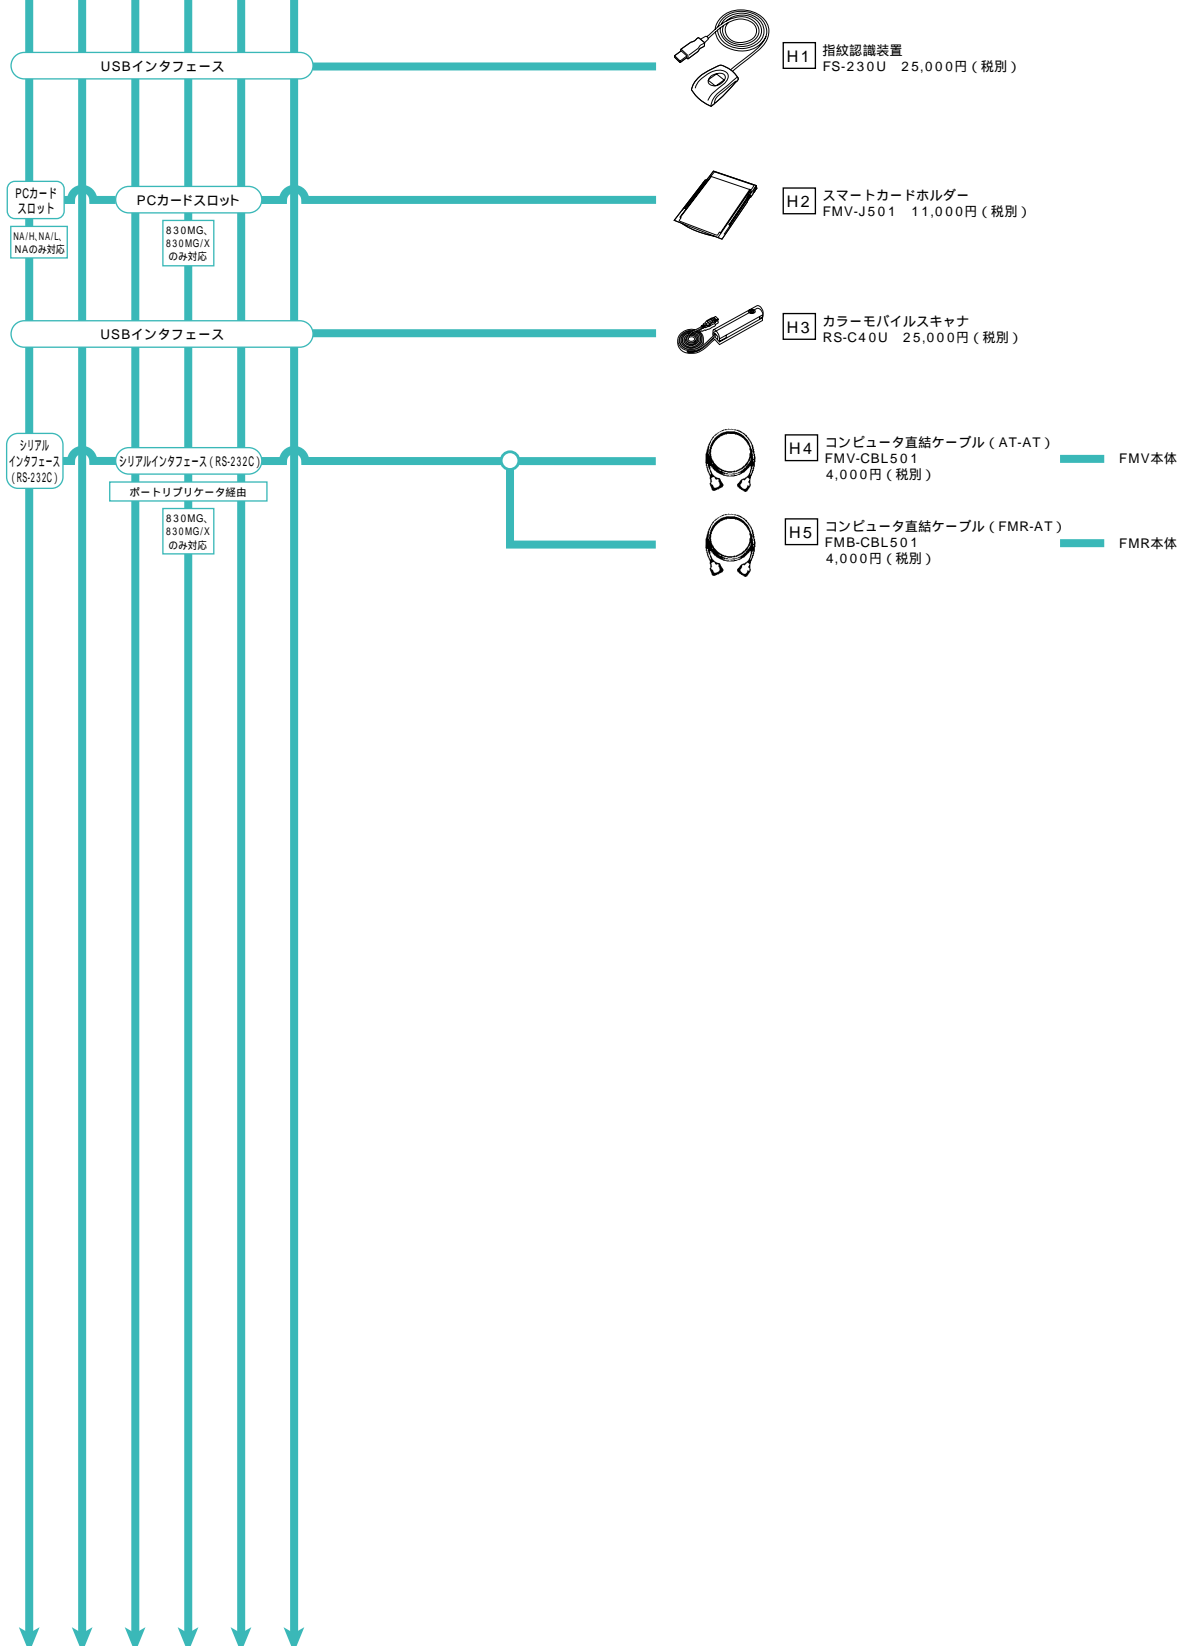 USBインタフェース
H1 指紋認識装置
FS-230U 25,000円(税別)
PCカード
スロット
PCカードスロット
NA/H、NA/L、
NAのみ対応
830MG、
830MG/X
のみ対応
H2 スマートカードホルダー
FMV-J501 11,000円(税別)
USBインタフェース
H3 カラーモバイルスキャナ
RS-C40U 25,000円(税別)
シリアル
インタフェース
(RS-232C)
シリアルインタフェース(RS-232C)
ポートリプリケータ経由
830MG、
830MG/X
のみ対応
H4 コンピュータ直結ケーブル(AT-AT)
FMV-CBL501
4,000円(税別)
FMV本体
H5 コンピュータ直結ケーブル(FMR-AT)
FMB-CBL501
4,000円(税別)
FMR本体